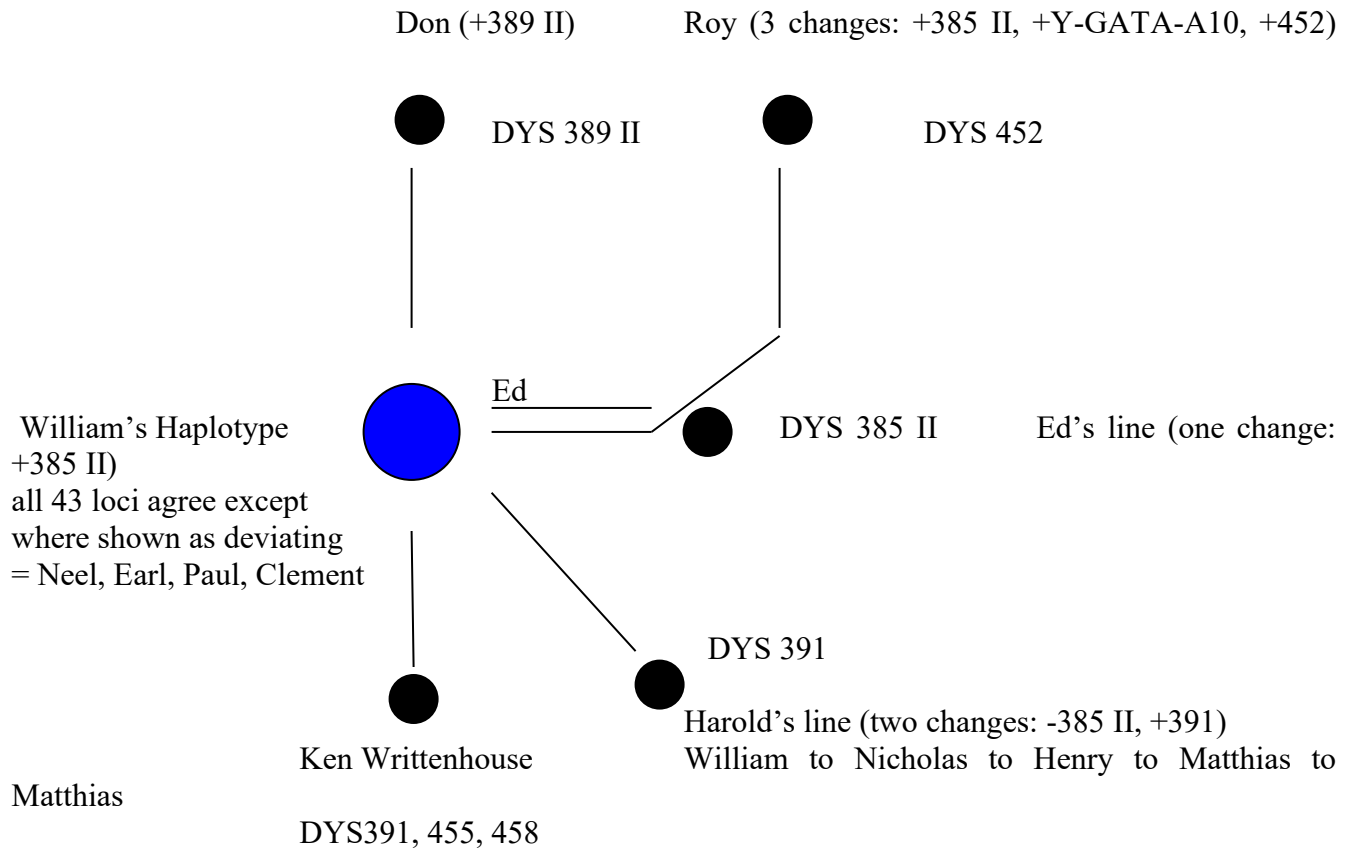 Don (+389 II) Roy (3 changes: +385 II, +Y-GATA-A10, +452)
DYS 389 II DYS 452
Ed
William’s Haplotype DYS 385 II Ed’s line (one change:
+385 II)
all 43 loci agree except
where shown as deviating
= Neel, Earl, Paul, Clement
DYS 391
Harold’s line (two changes: -385 II, +391)
Ken Writtenhouse William to Nicholas to Henry to Matthias to
Matthias
DYS391, 455, 458